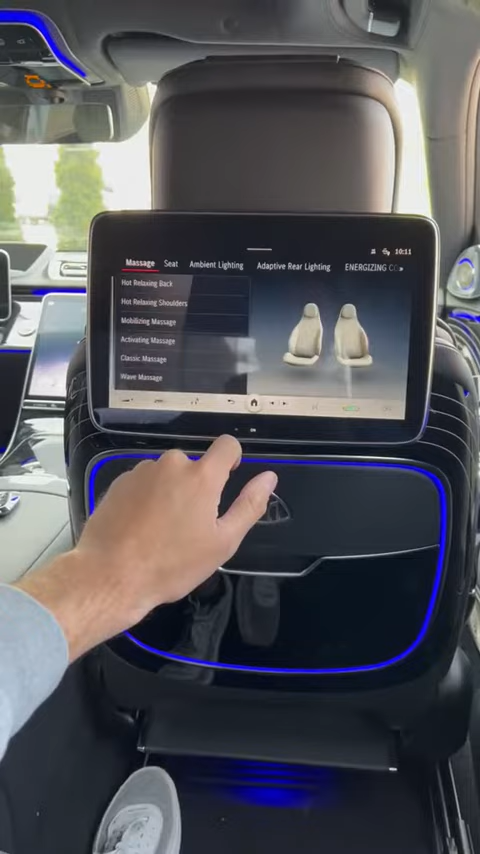 10:11
Massage Seat Ambient Lighting Adaptive Rear Lighting ENERGIZING CO»
Hot Relaxing Back
Hot Relaxing Shoulders
Mobilizing Massage
Activating Massage
Classic Massage
Wave Massage